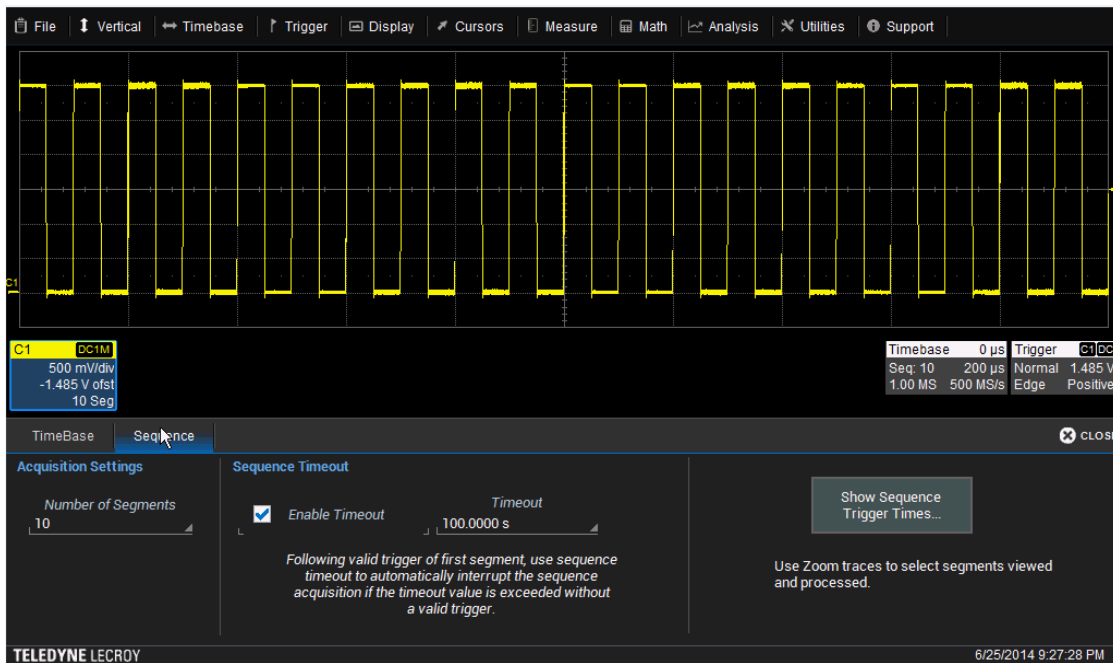 File Vertical Timebase Trigger Display Cursors Measure Math Analysis Utilities Support
C1
C1 DC1M
500 mV/div
-1.485 V ofst
10 Seg
Timebase 0 µs
Seq: 10 200 µs
1.00 MS 500 MS/s
Trigger C1 DC
Normal 1.485 V
Edge Positive
TimeBase Sequence CLOSE
Acquisition Settings
Number of Segments
10
Sequence Timeout
Enable Timeout
Timeout
100.0000 s
Following valid trigger of first segment, use sequence
timeout to automatically interrupt the sequence
acquisition if the timeout value is exceeded without
a valid trigger.
Show Sequence
Trigger Times...
Use Zoom traces to select segments viewed
and processed.
TELEDYNE LECROY 6/25/2014 9:27:28 PM